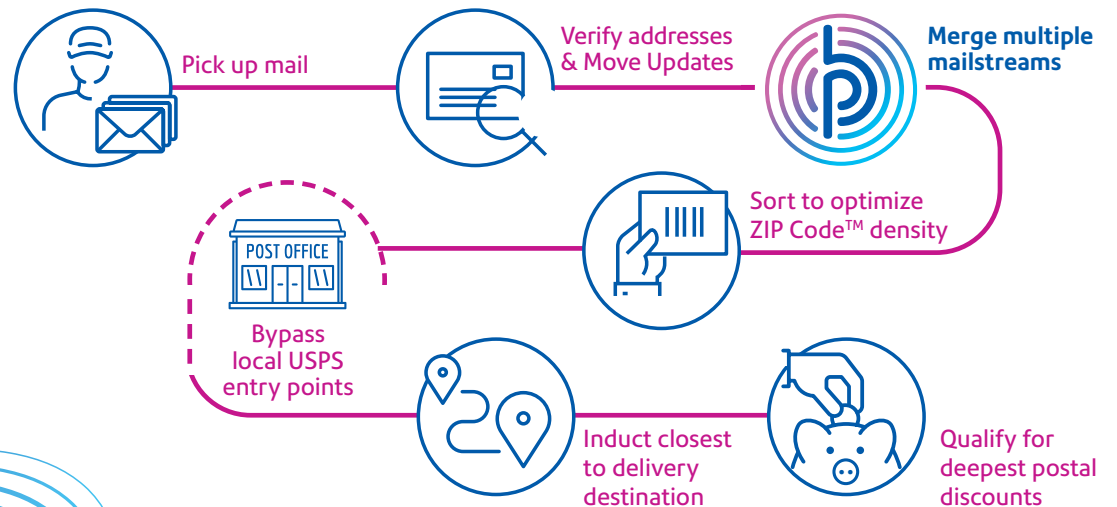 Pick up mail
Verify addresses
& Move Updates
Merge multiple
mailstreams
Sort to optimize
ZIP Code™ density
POST OFFICE
Bypass
local USPS
entry points
Induct closest
to delivery
destination
Qualify for
deepest postal
discounts